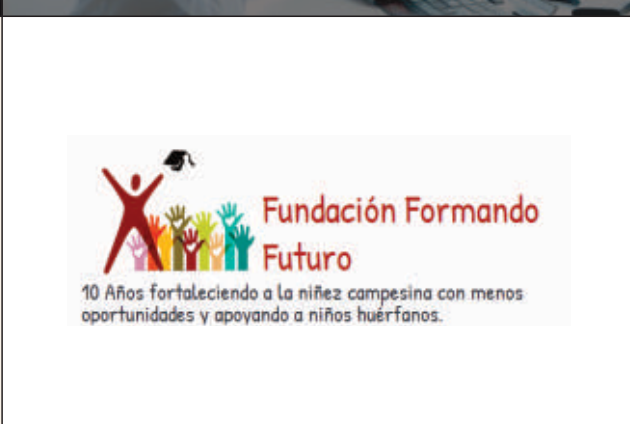 Fundación Formando
Futuro
10 Años fortaleciendo a la niñez campesina con menos
oportunidades y apoyando a niños huérfanos.